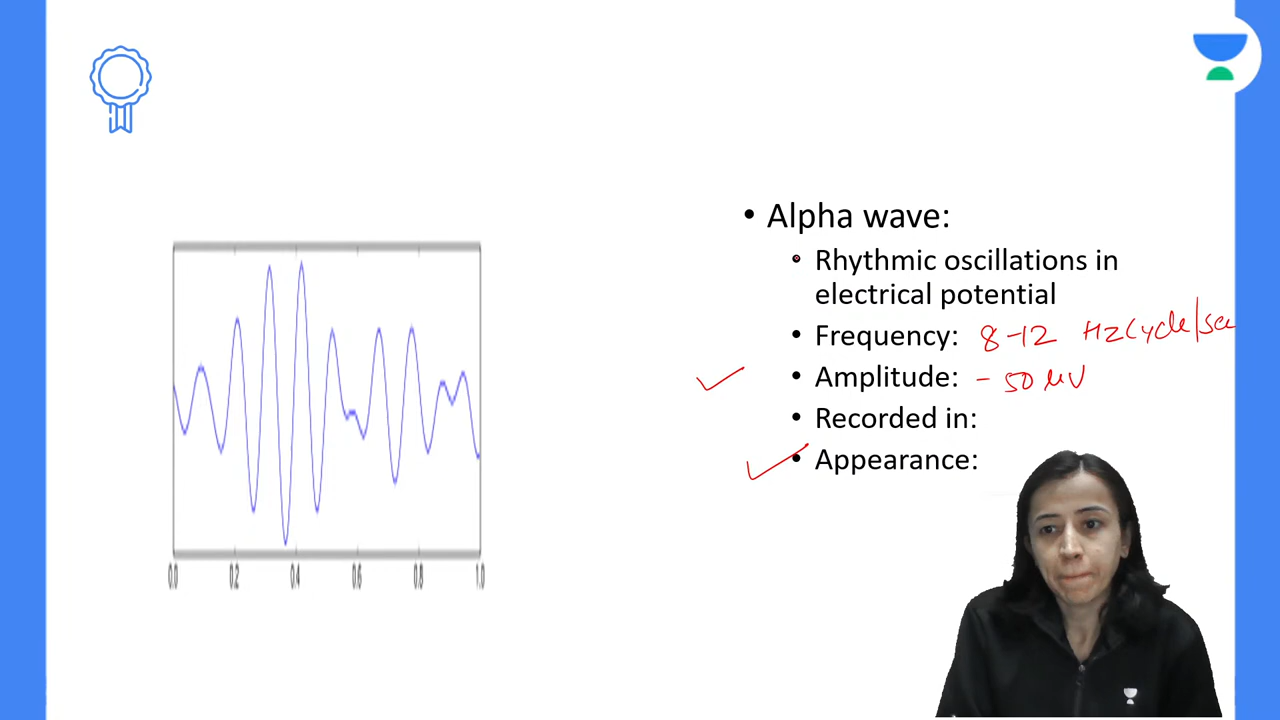 • Alpha wave:
• Rhythmic oscillations in
electrical potential
• Frequency: 8-12 Hz Cycle/sec
• Amplitude: - 50 μV
• Recorded in:
• Appearance:
0.0 0.2 0.4 0.6 0.8 1.0